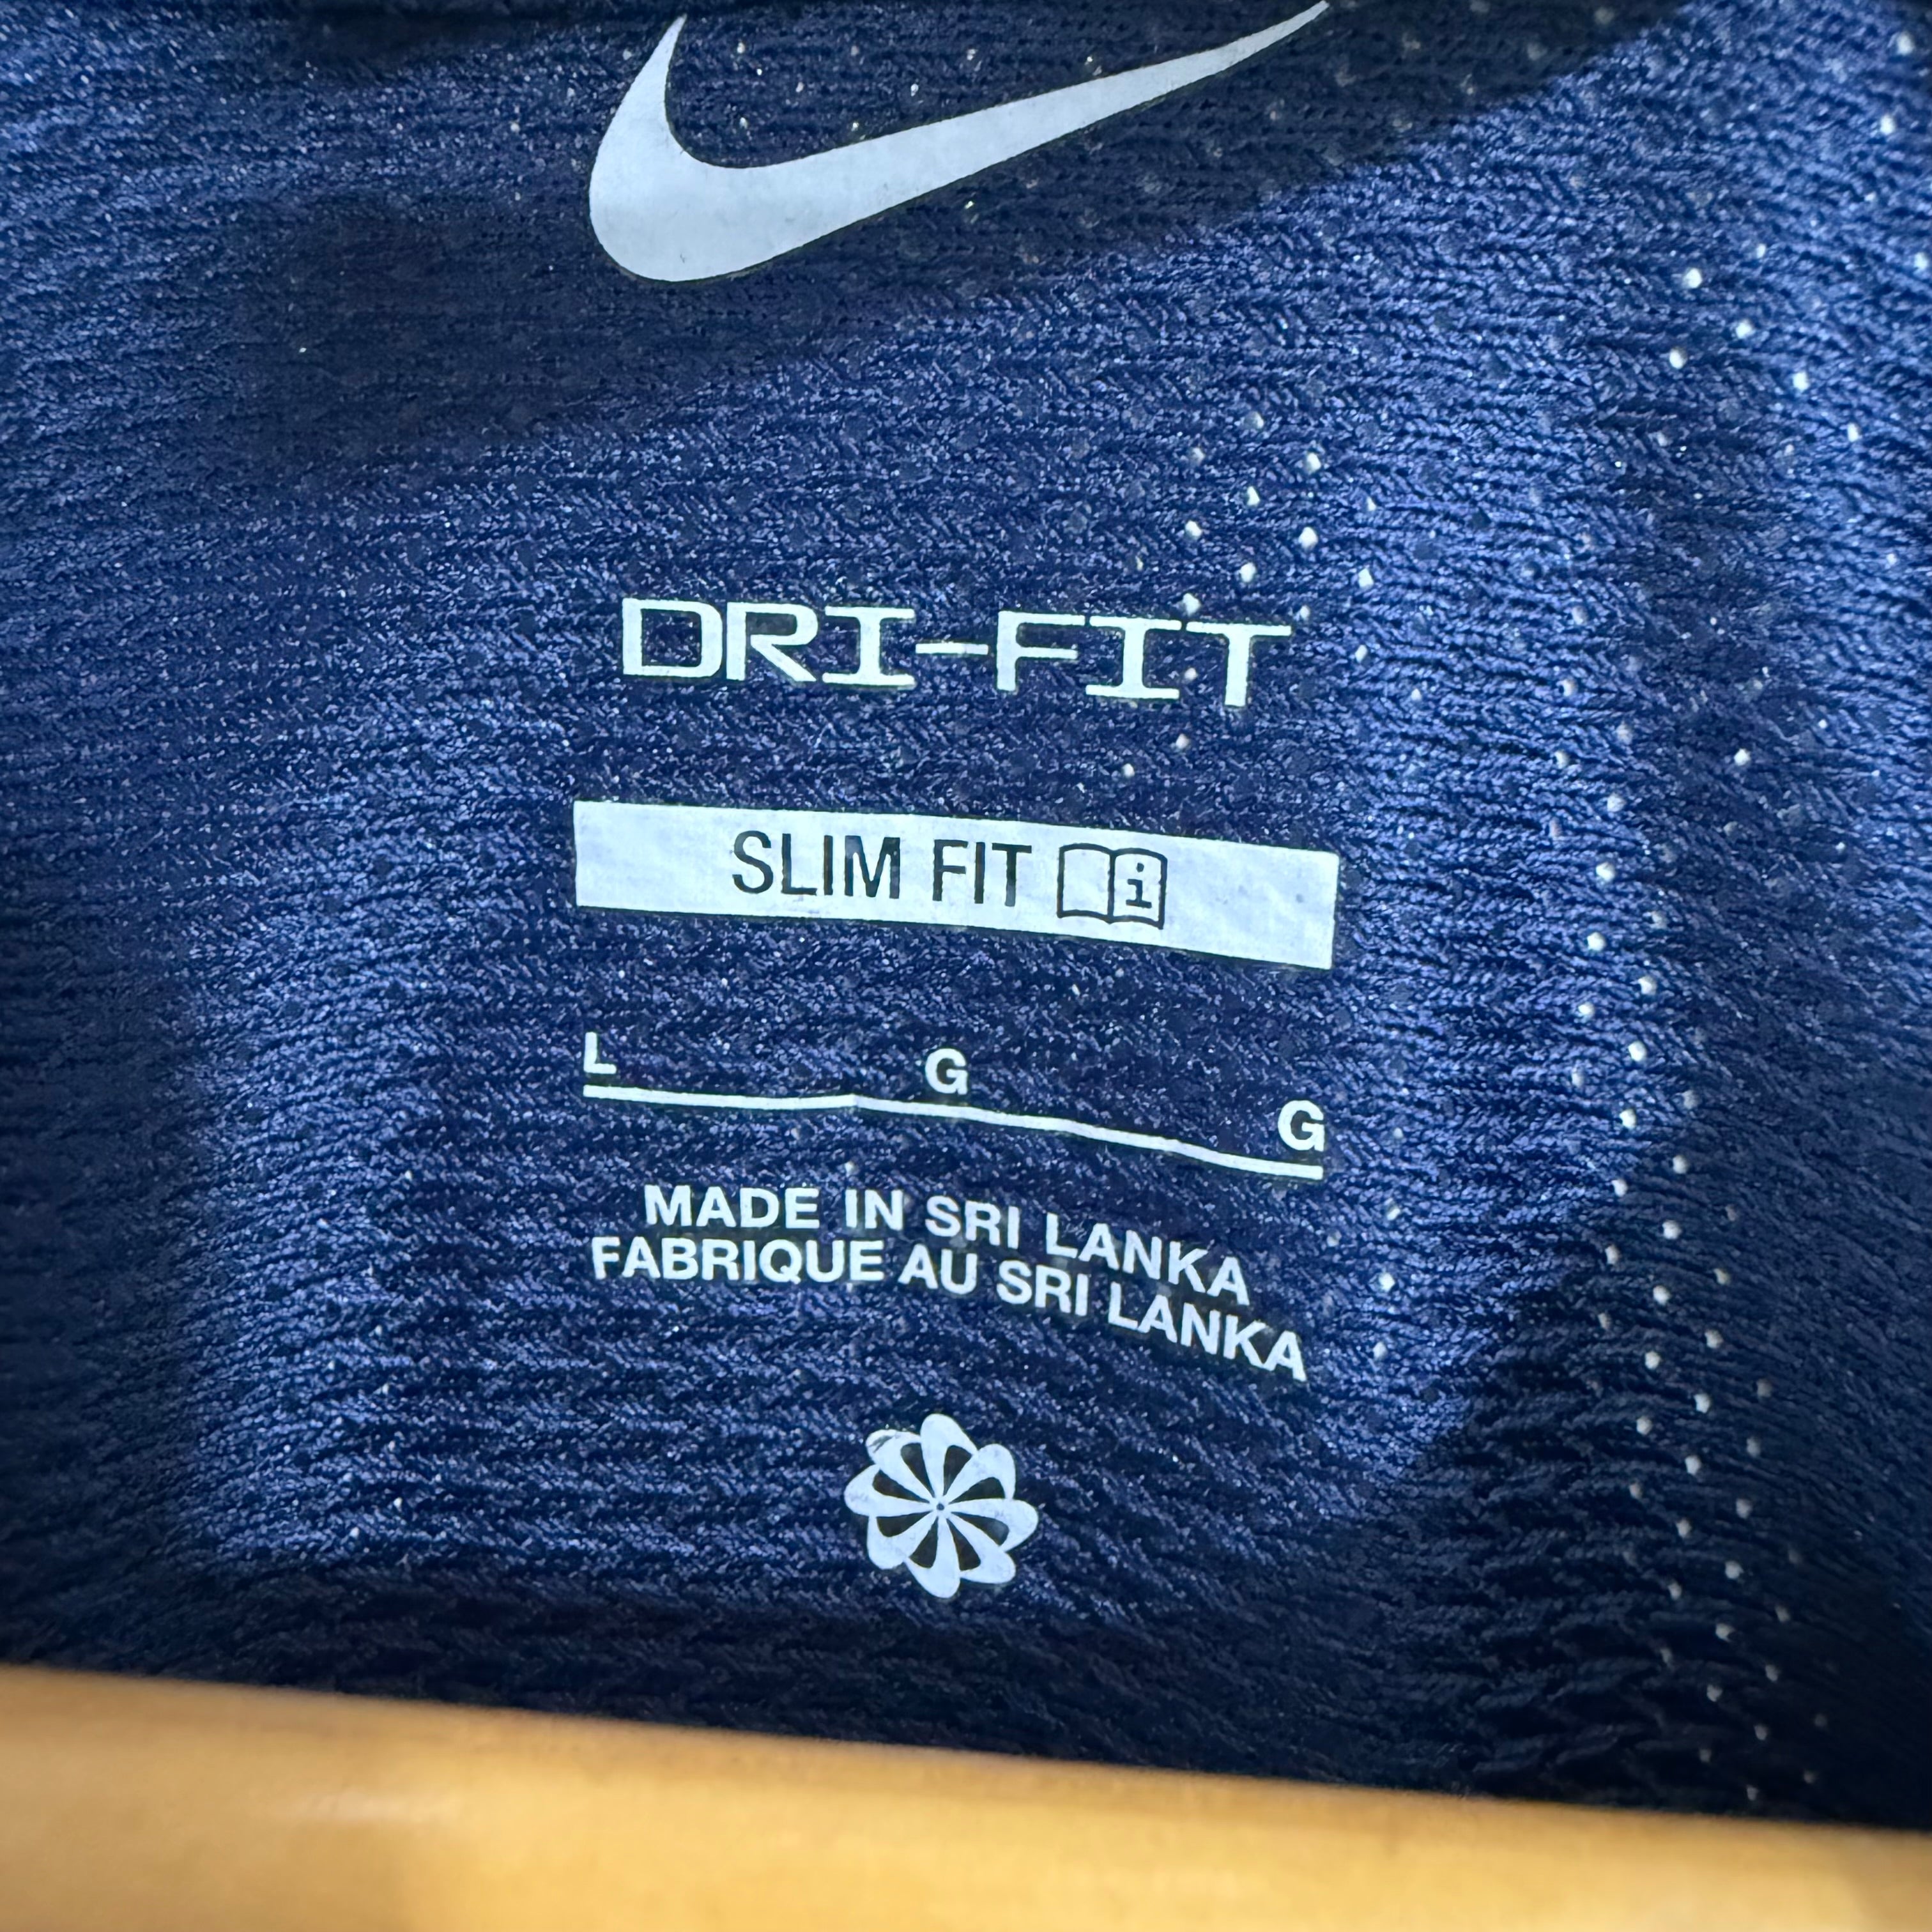 DRI-FIT
SLIM FIT
L G G
MADE IN SRI LANKA
FABRIQUE AU SRI LANKA